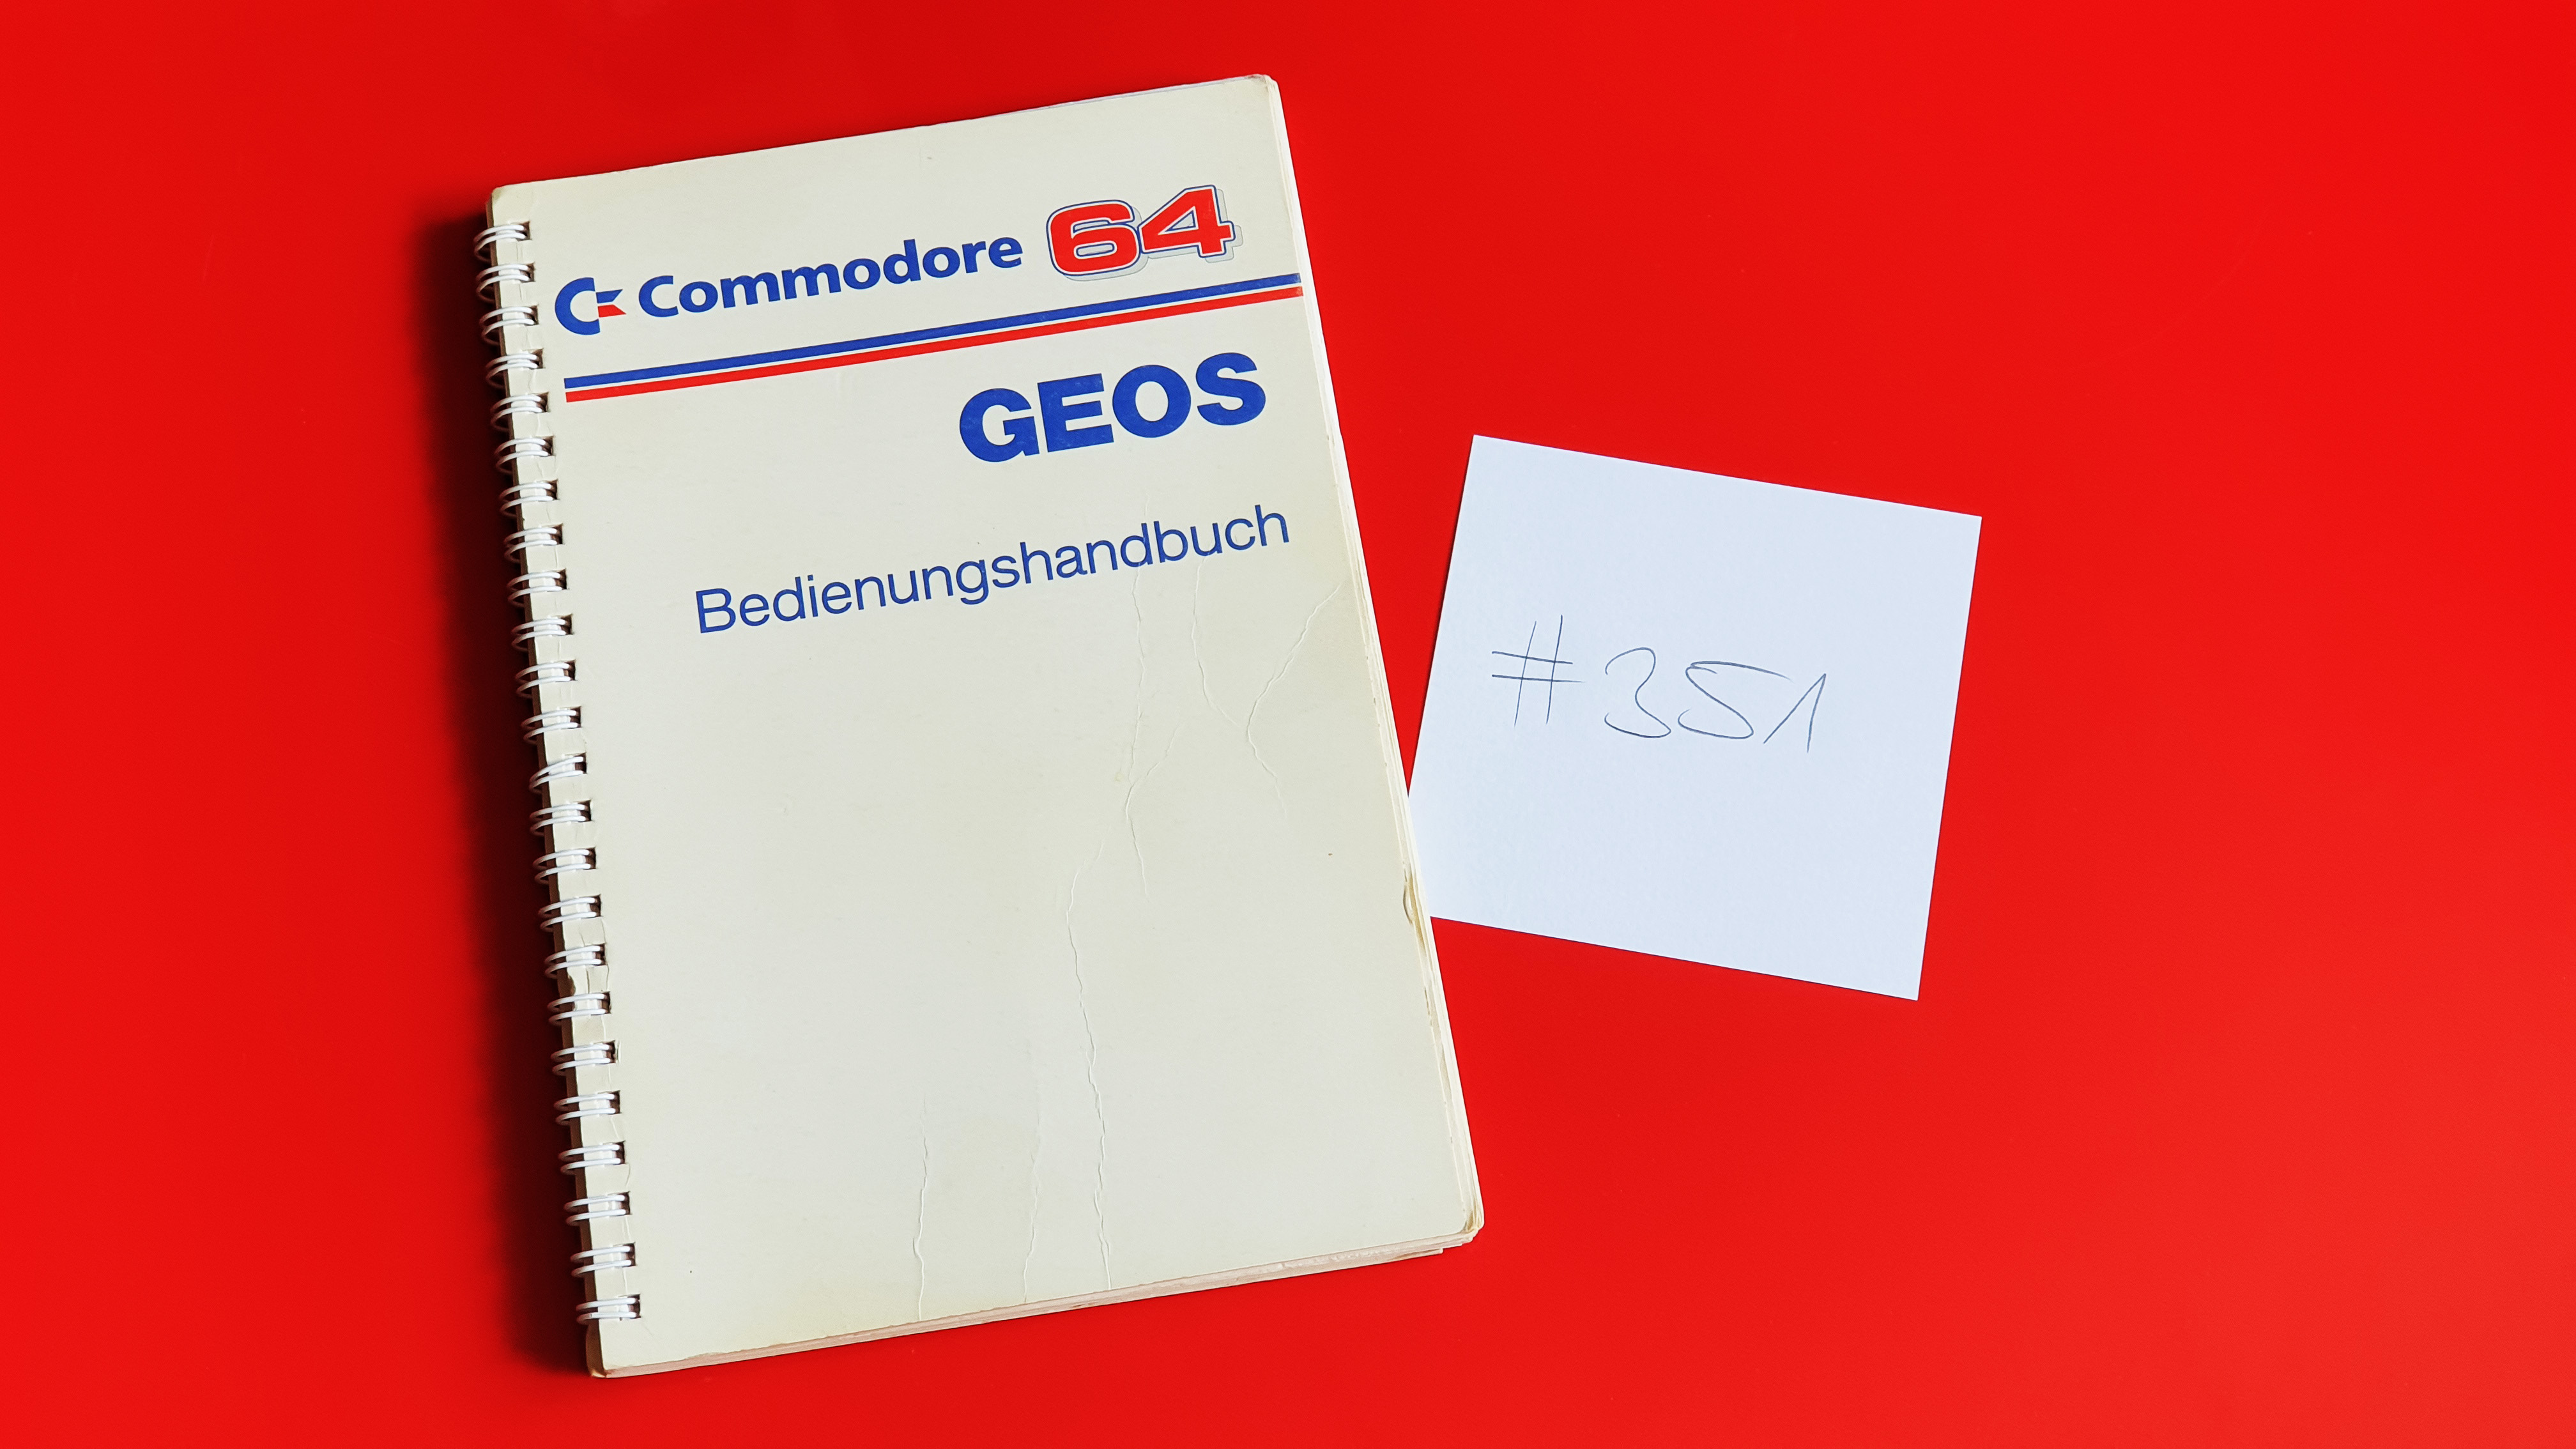 Commodore 64
GEOS
Bedienungshandbuch
#351